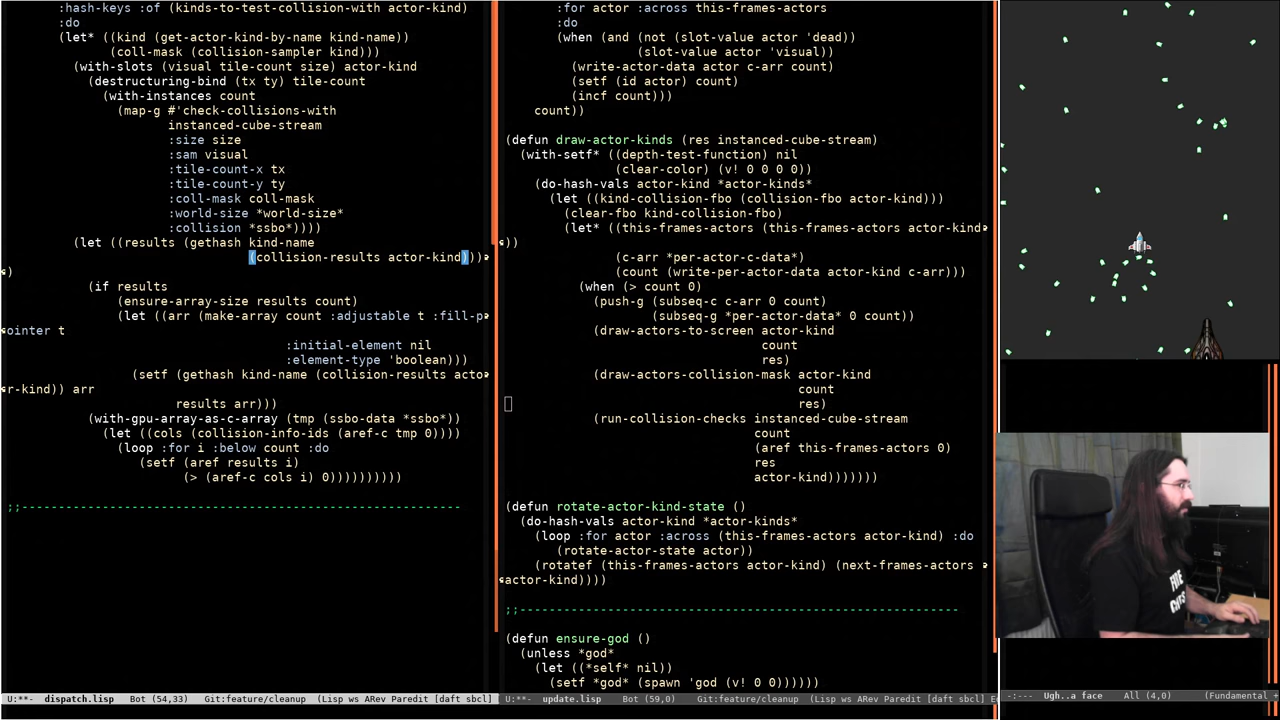 :hash-keys :of (kinds-to-test-collision-with actor-kind)
:do
(let* ((kind (get-actor-kind-by-name kind-name))
(coll-mask (collision-sampler kind)))
(with-slots (visual tile-count size) actor-kind
(destructuring-bind (tx ty) tile-count
(with-instances count
(map-g #'check-collisions-with
instanced-cube-stream
:size size
:sam visual
:tile-count-x tx
:tile-count-y ty
:coll-mask coll-mask
:world-size *world-size*
:collision *ssbo*))))
(let ((results (gethash kind-name
(collision-results actor-kind)))
)
(if results
(ensure-array-size results count)
(let ((arr (make-array count :adjustable t :fill-p
ointer t
:initial-element nil
:element-type 'boolean)))
(setf (gethash kind-name (collision-results acto
r-kind)) arr
results arr)))
(with-gpu-array-as-c-array (tmp (ssbo-data *ssbo*))
(let ((cols (collision-info-ids (aref-c tmp 0))))
(loop :for i :below count :do
(setf (aref results i)
(> (aref-c cols i) 0))))))))))
;;------------------------------------------------------------
U:**- dispatch.lisp Bot (54,33) Git:feature/cleanup (Lisp ws ARev Paredit [daft sbcl]
:for actor :across this-frames-actors
:do
(when (and (not (slot-value actor 'dead))
(slot-value actor 'visual))
(write-actor-data actor c-arr count)
(setf (id actor) count)
(incf count)))
count))
(defun draw-actor-kinds (res instanced-cube-stream)
(with-setf* ((depth-test-function) nil
(clear-color) (v! 0 0 0 0))
(do-hash-vals actor-kind *actor-kinds*
(let ((kind-collision-fbo (collision-fbo actor-kind)))
(clear-fbo kind-collision-fbo)
(let* ((this-frames-actors (this-frames-actors actor-kind
))
(c-arr *per-actor-c-data*)
(count (write-per-actor-data actor-kind c-arr)))
(when (> count 0)
(push-g (subseq-c c-arr 0 count)
(subseq-g *per-actor-data* 0 count))
(draw-actors-to-screen actor-kind
count
res)
(draw-actors-collision-mask actor-kind
count
res)
(run-collision-checks instanced-cube-stream
count
(aref this-frames-actors 0)
res
actor-kind)))))))
(defun rotate-actor-kind-state ()
(do-hash-vals actor-kind *actor-kinds*
(loop :for actor :across (this-frames-actors actor-kind) :do
(rotate-actor-state actor))
(rotatef (this-frames-actors actor-kind) (next-frames-actors
actor-kind))))
;;------------------------------------------------------------
(defun ensure-god ()
(unless *god*
(let ((*self* nil))
(setf *god* (spawn 'god (v! 0 0))))))
U:**- update.lisp Bot (59,0) Git:feature/cleanup (Lisp ws ARev Paredit [daft sbcl] E
-:--- Ugh..a face All (4,0) (Fundamental +